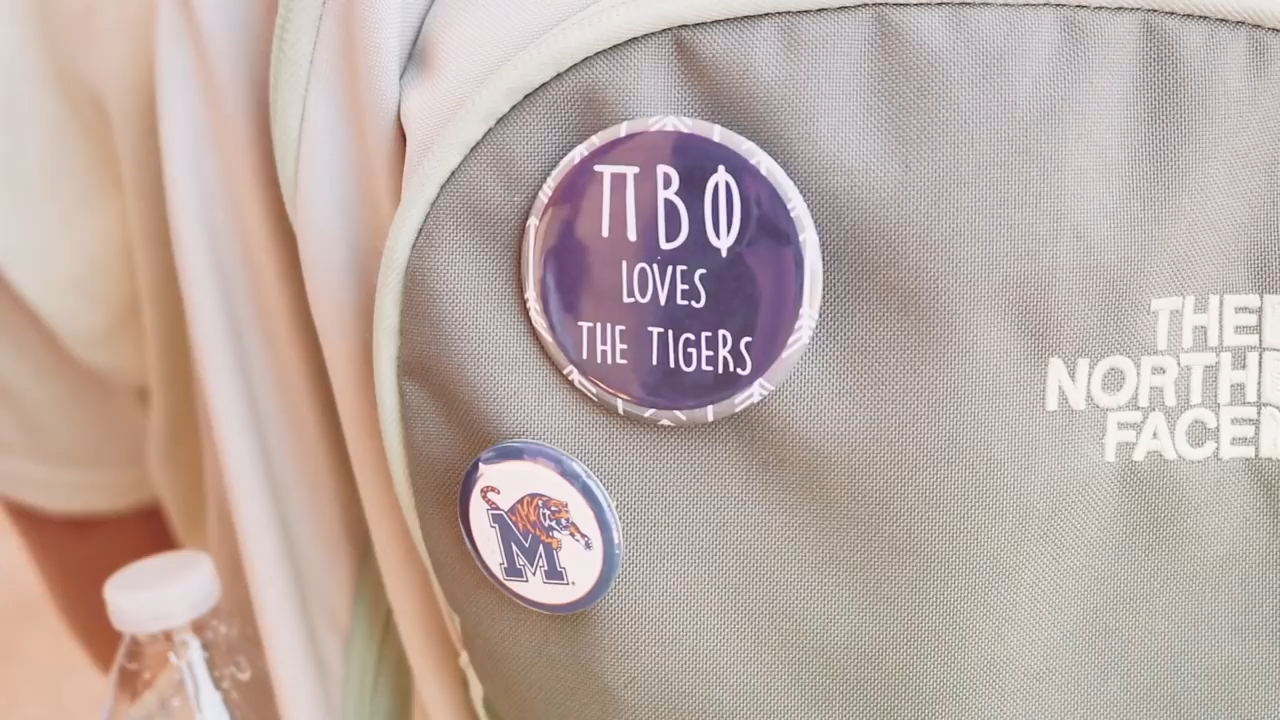 ΠΒΦ
LOVES
THE TIGERS
M
THE
NORTH
FACE